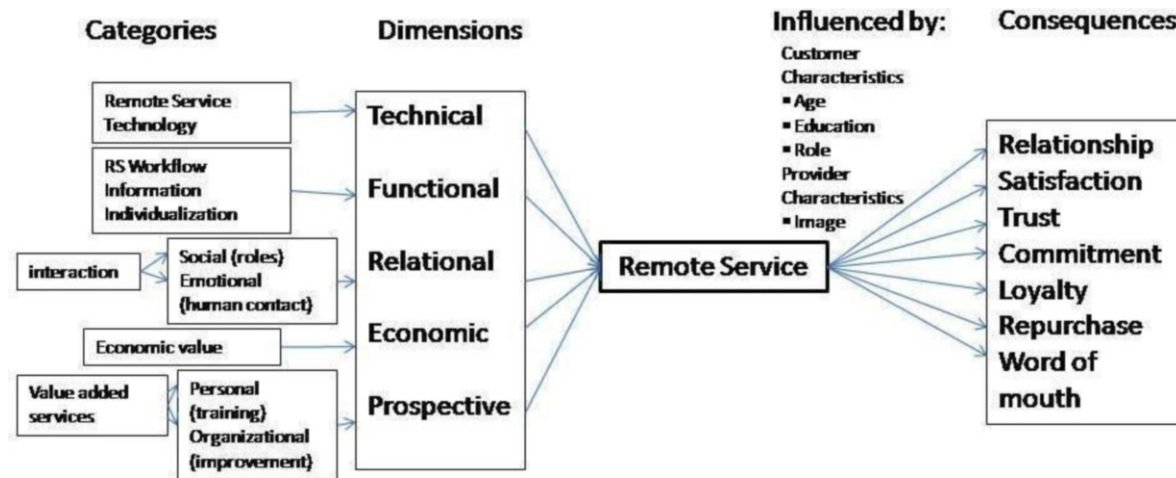 Categories
Dimensions
Influenced by:
Consequences
Remote Service
Technology
RS Workflow
Information
Individualization
interaction
Social (roles)
Emotional
(human contact)
Economic value
Value added
services
Personal
(training)
Organizational
(improvement)
Technical
Functional
Relational
Economic
Prospective
Remote Service
Customer
Characteristics
▪ Age
▪ Education
▪ Role
Provider
Characteristics
▪ Image
Relationship
Satisfaction
Trust
Commitment
Loyalty
Repurchase
Word of
mouth